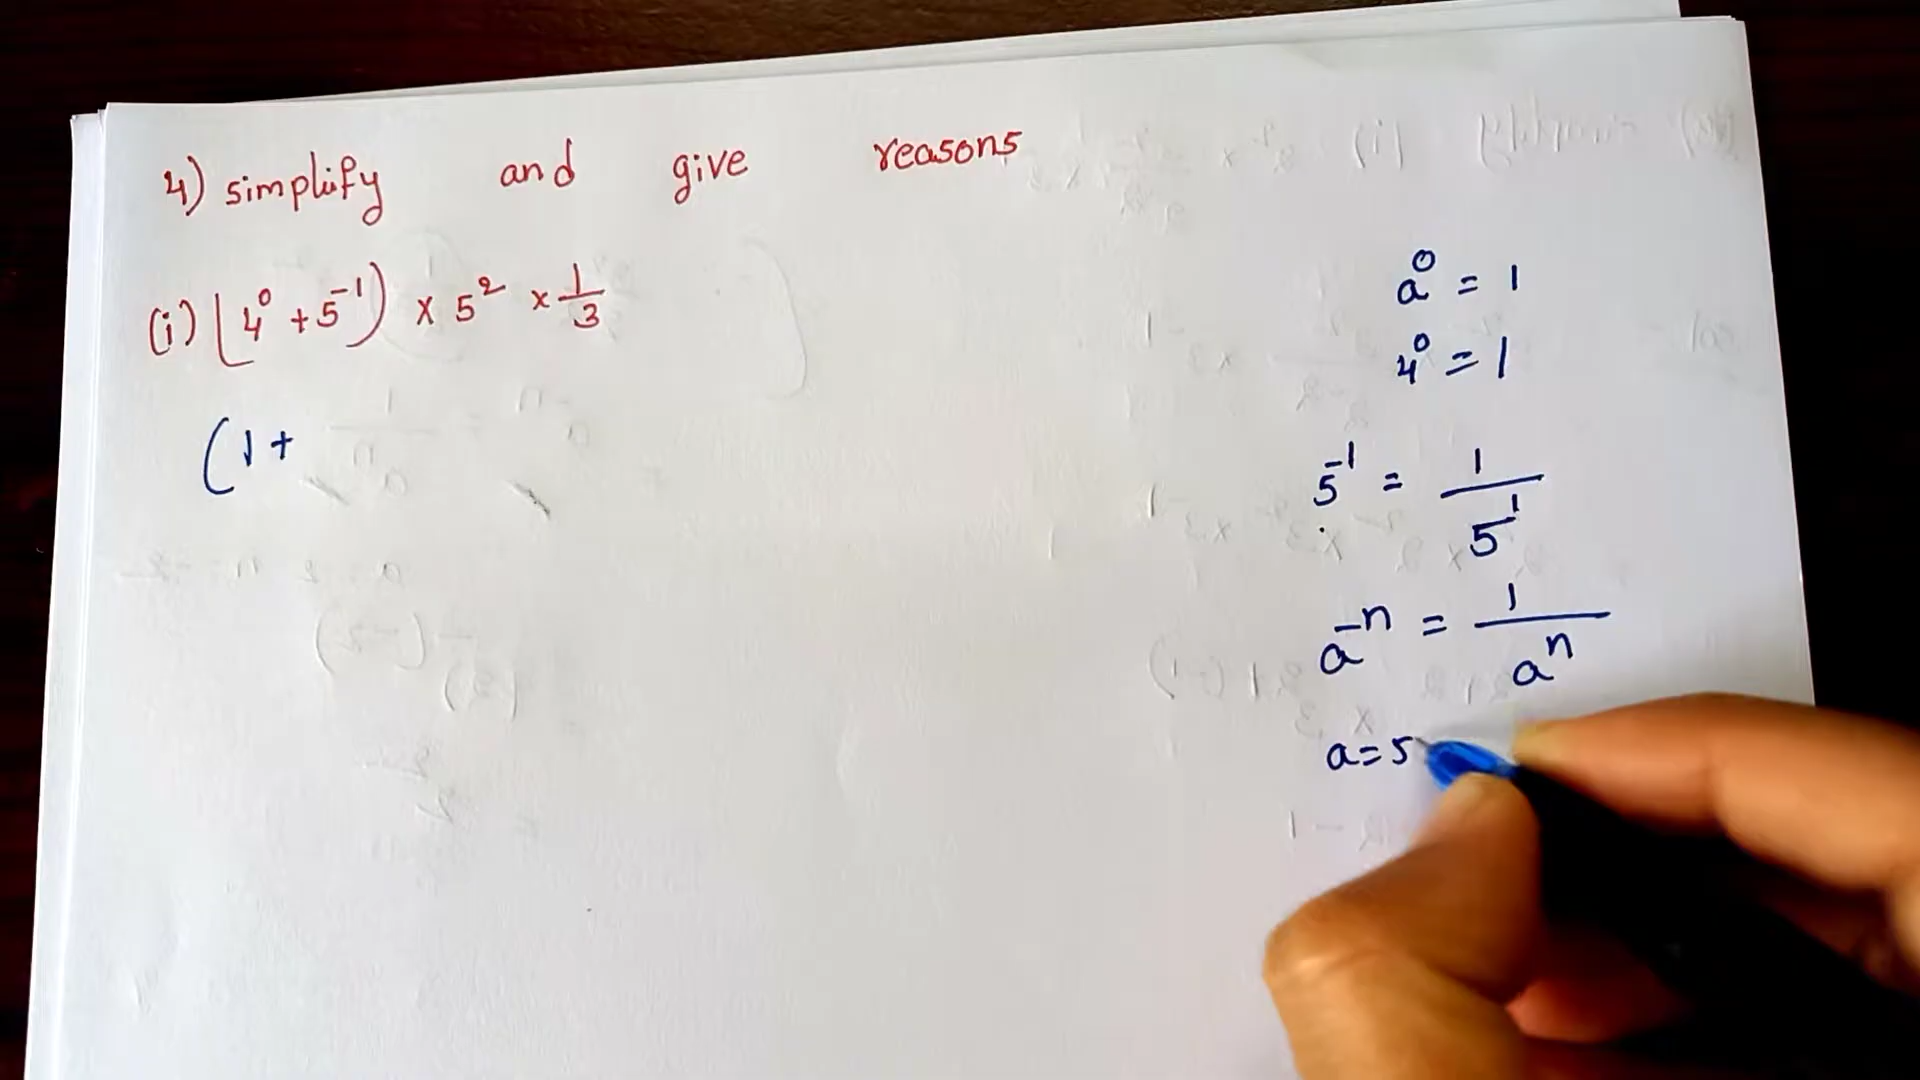 4) simplify and give reasons
(i) (4⁰ + 5⁻¹) × 5² × 1/3
(1 +
a⁰ = 1
4⁰ = 1
5⁻¹ = 1/5¹
a⁻ⁿ = 1/aⁿ
a = 5